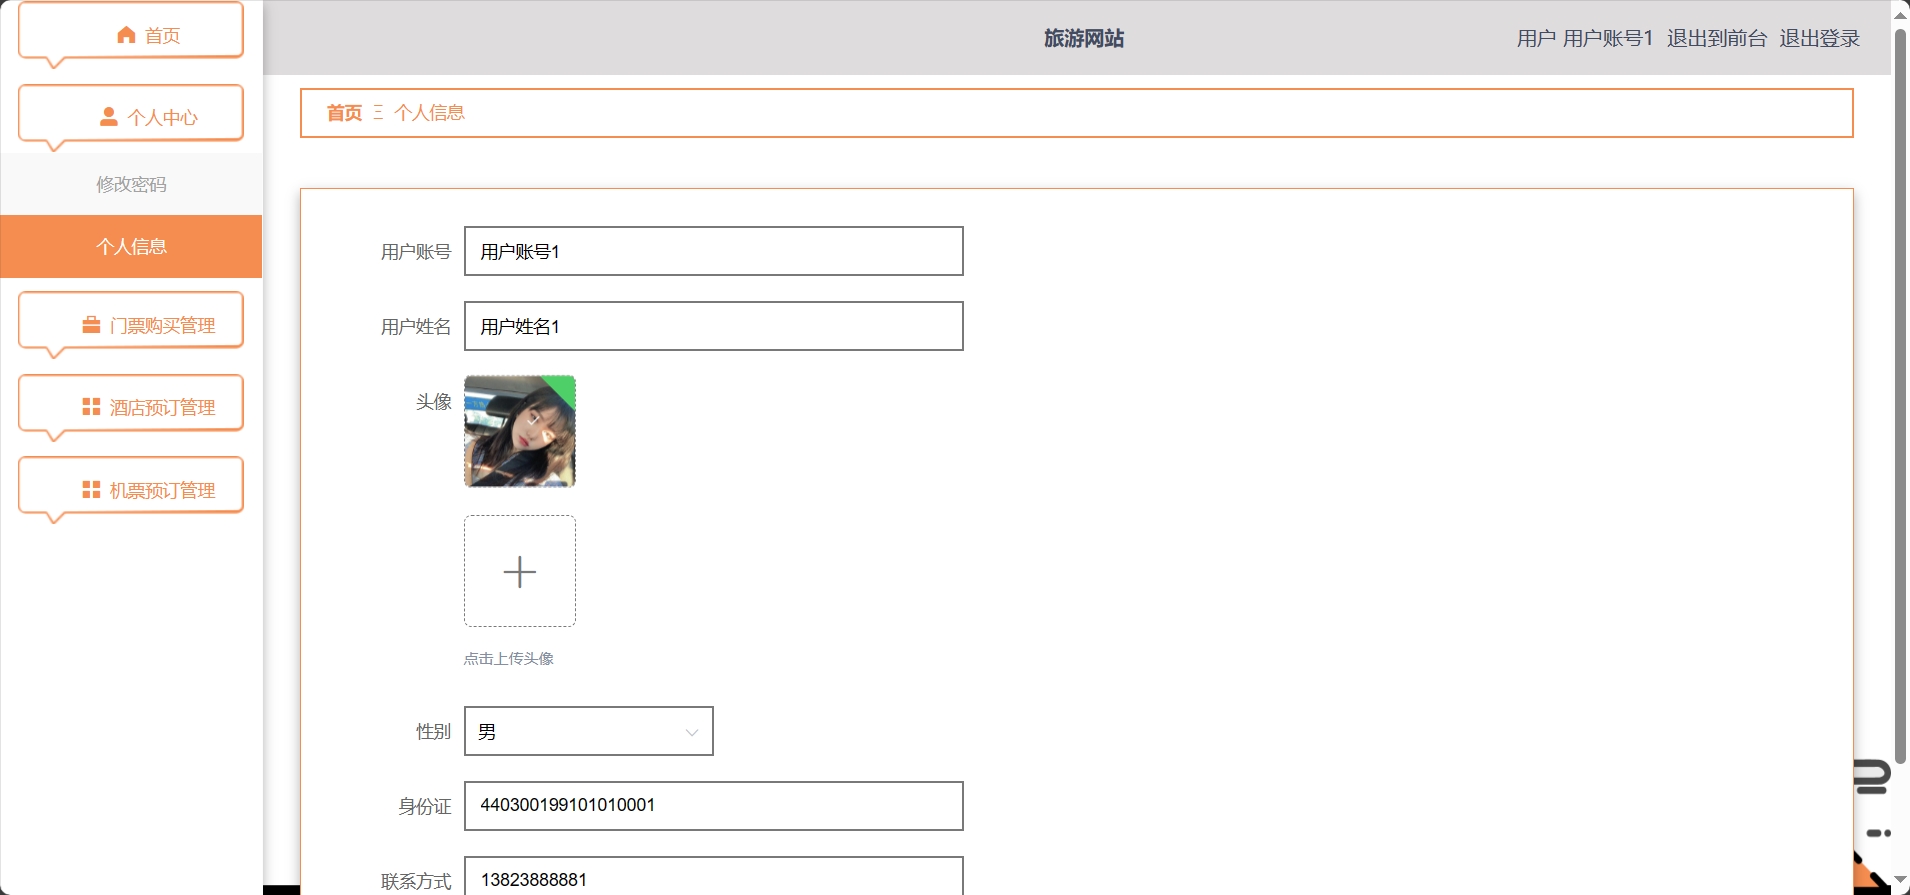 首页
个人中心
修改密码
个人信息
门票购买管理
酒店预订管理
机票预订管理
旅游网站
用户 用户账号1 退出到前台 退出登录
首页 Ξ 个人信息
用户账号 用户账号1
用户姓名 用户姓名1
头像
点击上传头像
性别 男
身份证 440300199101010001
联系方式 13823888881